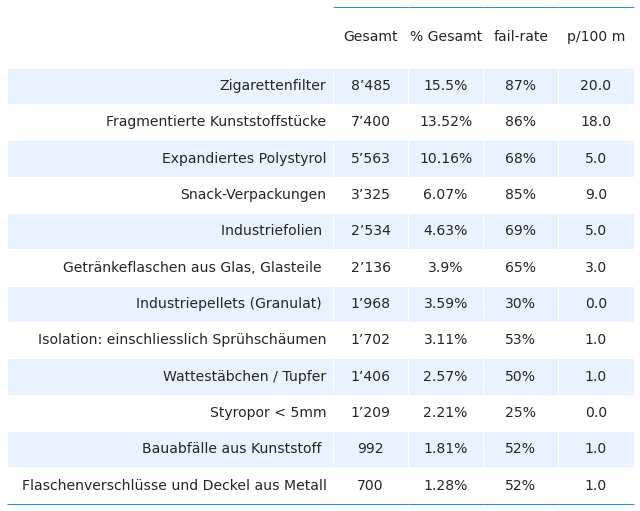 Gesamt % Gesamt fail-rate p/100 m
Zigarettenfilter 8’485 15.5% 87% 20.0
Fragmentierte Kunststoffstücke 7’400 13.52% 86% 18.0
Expandiertes Polystyrol 5’563 10.16% 68% 5.0
Snack-Verpackungen 3’325 6.07% 85% 9.0
Industriefolien 2’534 4.63% 69% 5.0
Getränkeflaschen aus Glas, Glasteile 2’136 3.9% 65% 3.0
Industriepellets (Granulat) 1’968 3.59% 30% 0.0
Isolation: einschliesslich Sprühschäumen 1’702 3.11% 53% 1.0
Wattestäbchen / Tupfer 1’406 2.57% 50% 1.0
Styropor < 5mm 1’209 2.21% 25% 0.0
Bauabfälle aus Kunststoff 992 1.81% 52% 1.0
Flaschenverschlüsse und Deckel aus Metall 700 1.28% 52% 1.0